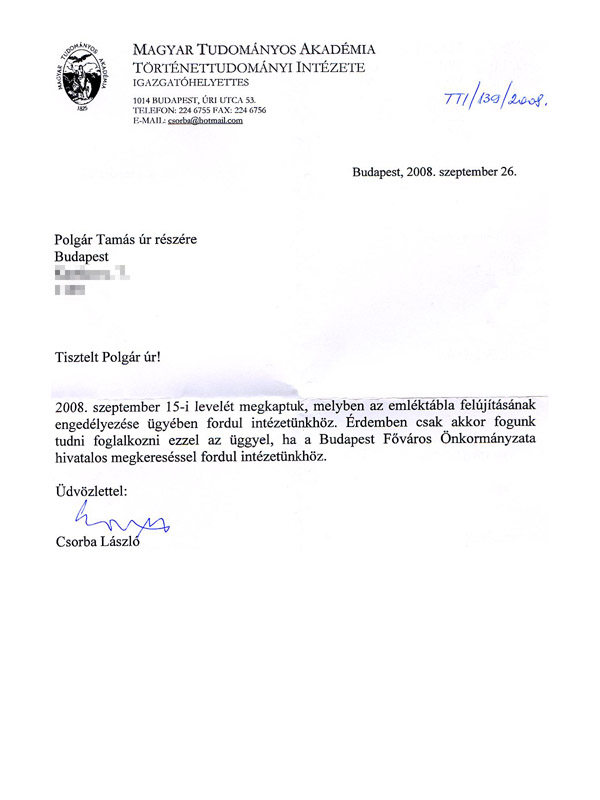 MAGYAR TUDOMÁNYOS AKADÉMIA
1825
MAGYAR TUDOMÁNYOS AKADÉMIA
TÖRTÉNETTUDOMÁNYI INTÉZETE
IGAZGATÓHELYETTES
1014 BUDAPEST, ÚRI UTCA 53.
TELEFON: 224 6755 FAX: 224 6756
E-MAIL: csorba@hotmail.com
TTI/139/2008.
Budapest, 2008. szeptember 26.
Polgár Tamás úr részére
Budapest
Tisztelt Polgár úr!
2008. szeptember 15-i levelét megkaptuk, melyben az emléktábla felújításának
engedélyezése ügyében fordul intézetünkhöz. Érdemben csak akkor fogunk
tudni foglalkozni ezzel az üggyel, ha a Budapest Főváros Önkormányzata
hivatalos megkereséssel fordul intézetünkhöz.
Üdvözlettel:
Csorba László